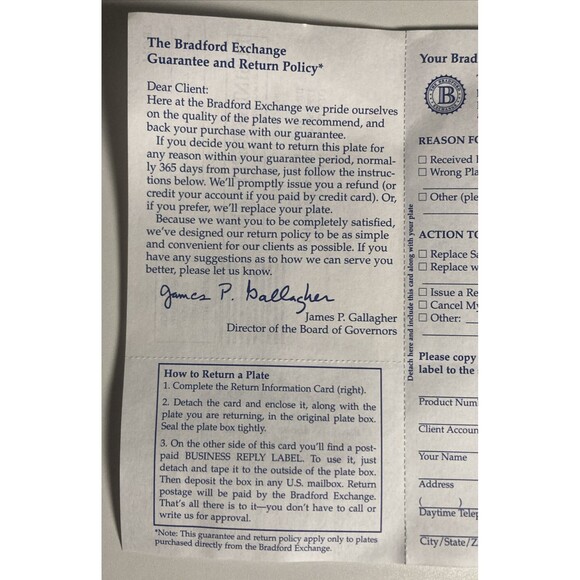 The Bradford Exchange
Guarantee and Return Policy*
Dear Client:
Here at the Bradford Exchange we pride ourselves
on the quality of the plates we recommend, and
back your purchase with our guarantee.
If you decide you want to return this plate for
any reason within your guarantee period, normal-
ly 365 days from purchase, just follow the instruc-
tions below. We'll promptly issue you a refund (or
credit your account if you paid by credit card). Or,
if you prefer, we'll replace your plate.
Because we want you to be completely satisfied,
we've designed our return policy to be as simple
and convenient for our clients as possible. If you
have any suggestions as to how we can serve you
better, please let us know.
James P. Gallagher
James P. Gallagher
Director of the Board of Governors
How to Return a Plate
1. Complete the Return Information Card (right).
2. Detach the card and enclose it, along with the
plate you are returning, in the original plate box.
Seal the plate box tightly.
3. On the other side of this card you'll find a post-
paid BUSINESS REPLY LABEL. To use it, just
detach and tape it to the outside of the plate box.
Then deposit the box in any U.S. mailbox. Return
postage will be paid by the Bradford Exchange.
That's all there is to it—you don't have to call or
write us for approval.
*Note: This guarantee and return policy apply only to plates
purchased directly from the Bradford Exchange.
Detach here and include this card along with your plate
Your Brad
THE BRADFORD EXCHANGE
B
REASON FO
Received
Wrong Pla
Other (ple
ACTION TO
Replace Sa
Replace w
Issue a Re
Cancel My
Other:
Please copy
label to the
Product Num
Client Accoun
Your Name
Address
( )
Daytime Telep
City/State/Z